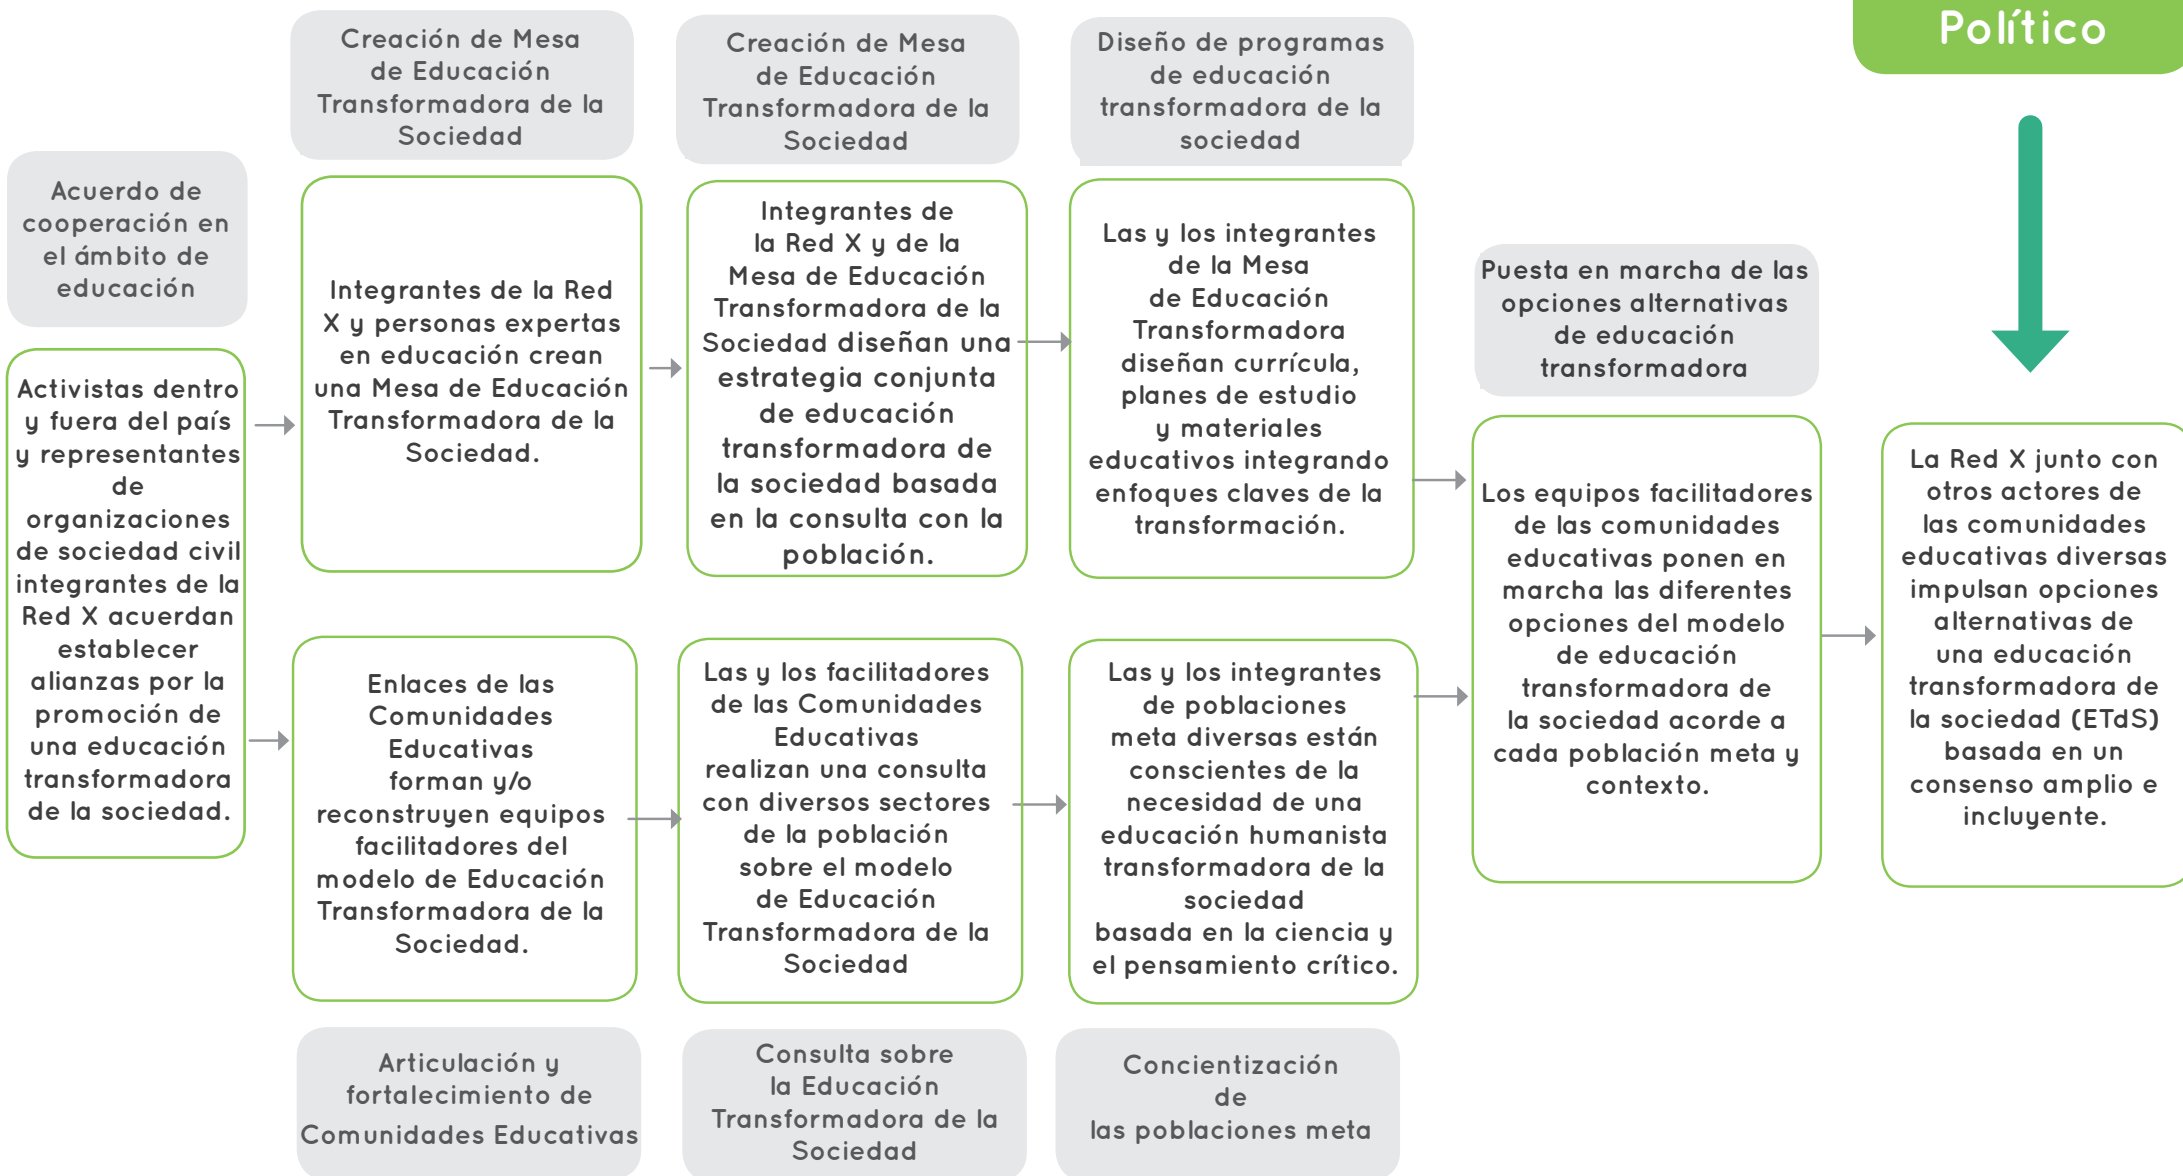 Político
Creación de Mesa
de Educación
Transformadora de la
Sociedad
Creación de Mesa
de Educación
Transformadora de la
Sociedad
Diseño de programas
de educación
transformadora de la
sociedad
Acuerdo de
cooperación en
el ámbito de
educación
Puesta en marcha de las
opciones alternativas
de educación
transformadora
Activistas dentro
y fuera del país
y representantes
de
organizaciones
de sociedad civil
integrantes de la
Red X acuerdan
establecer
alianzas por la
promoción de
una educación
transformadora
de la sociedad.
Integrantes de la Red
X y personas expertas
en educación crean
una Mesa de Educación
Transformadora de la
Sociedad.
Integrantes de
la Red X y de la
Mesa de Educación
Transformadora de la
Sociedad diseñan una
estrategia conjunta
de educación
transformadora de
la sociedad basada
en la consulta con la
población.
Las y los integrantes
de la Mesa
de Educación
Transformadora
diseñan currícula,
planes de estudio
y materiales
educativos integrando
enfoques claves de la
transformación.
Enlaces de las
Comunidades
Educativas
forman y/o
reconstruyen equipos
facilitadores del
modelo de Educación
Transformadora de la
Sociedad.
Las y los facilitadores
de las Comunidades
Educativas
realizan una consulta
con diversos sectores
de la población
sobre el modelo
de Educación
Transformadora de la
Sociedad
Las y los integrantes
de poblaciones
meta diversas están
conscientes de la
necesidad de una
educación humanista
transformadora de la
sociedad
basada en la ciencia y
el pensamiento crítico.
Los equipos facilitadores
de las comunidades
educativas ponen en
marcha las diferentes
opciones del modelo
de educación
transformadora de
la sociedad acorde a
cada población meta y
contexto.
La Red X junto con
otros actores de
las comunidades
educativas diversas
impulsan opciones
alternativas de
una educación
transformadora de
la sociedad (ETdS)
basada en un
consenso amplio e
incluyente.
Articulación y
fortalecimiento de
Comunidades Educativas
Consulta sobre
la Educación
Transformadora de la
Sociedad
Concientización
de
las poblaciones meta